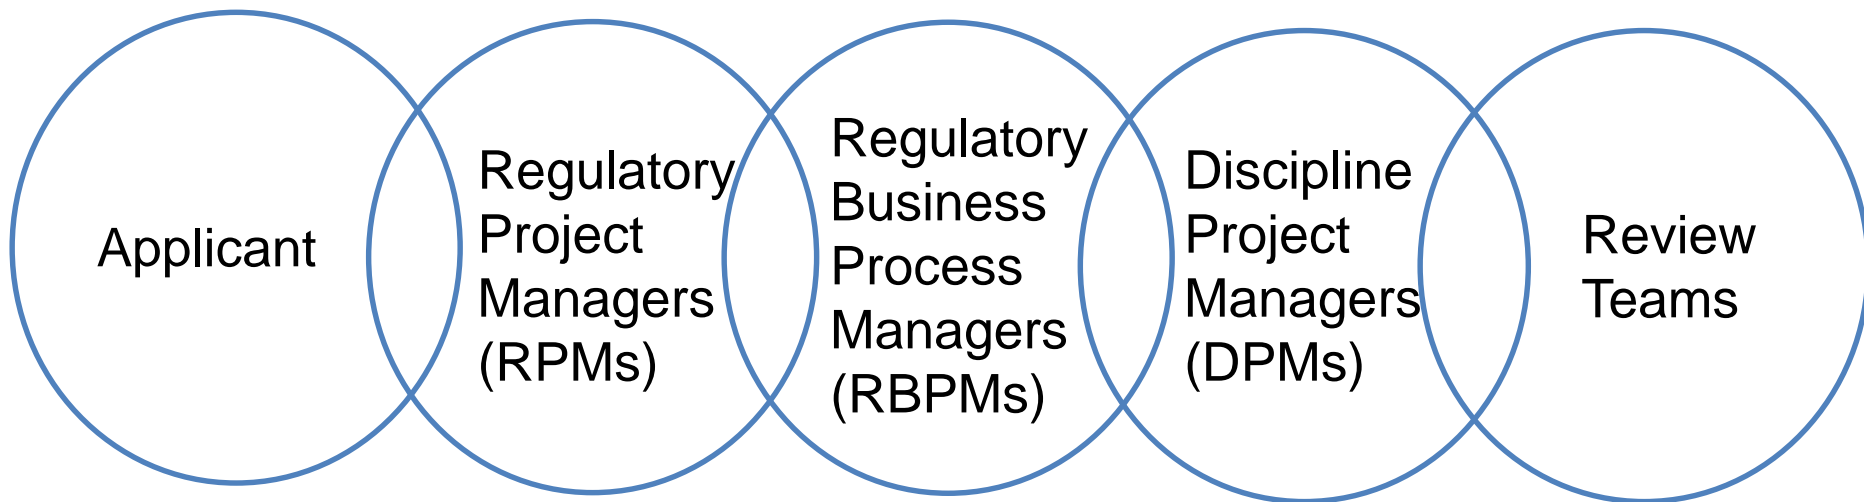 Applicant
Regulatory
Project
Managers
(RPMs)
Regulatory
Business
Process
Managers
(RBPMs)
Discipline
Project
Managers
(DPMs)
Review
Teams